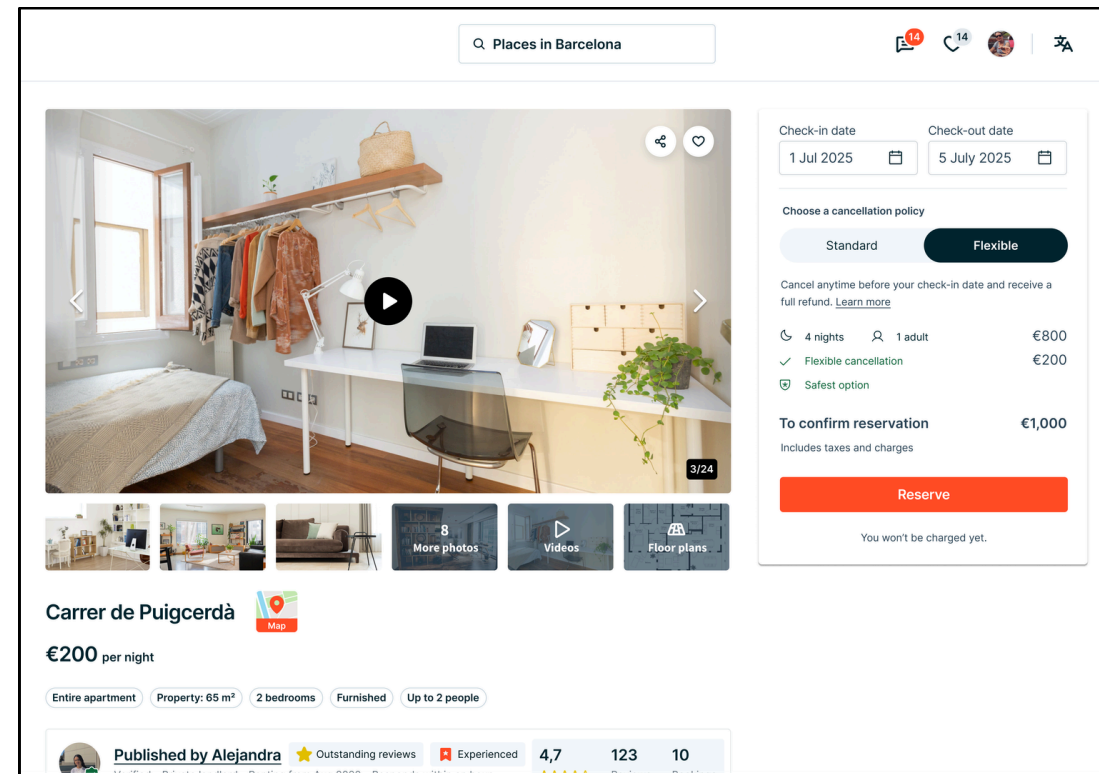 Places in Barcelona
14
14
3/24
8
More photos
Videos
Floor plans
Carrer de Puigcerdà
Map
€200 per night
Entire apartment
Property: 65 m²
2 bedrooms
Furnished
Up to 2 people
Published by Alejandra
Outstanding reviews
Experienced
4,7
123
10
Check-in date
Check-out date
1 Jul 2025
5 July 2025
Choose a cancellation policy
Standard
Flexible
Cancel anytime before your check-in date and receive a
full refund. Learn more
4 nights
1 adult
€800
Flexible cancellation
€200
Safest option
To confirm reservation
€1,000
Includes taxes and charges
Reserve
You won't be charged yet.